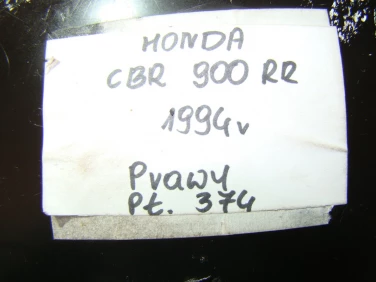 HONDA
CBR 900 RR
1994r
Prawy
Pt. 374